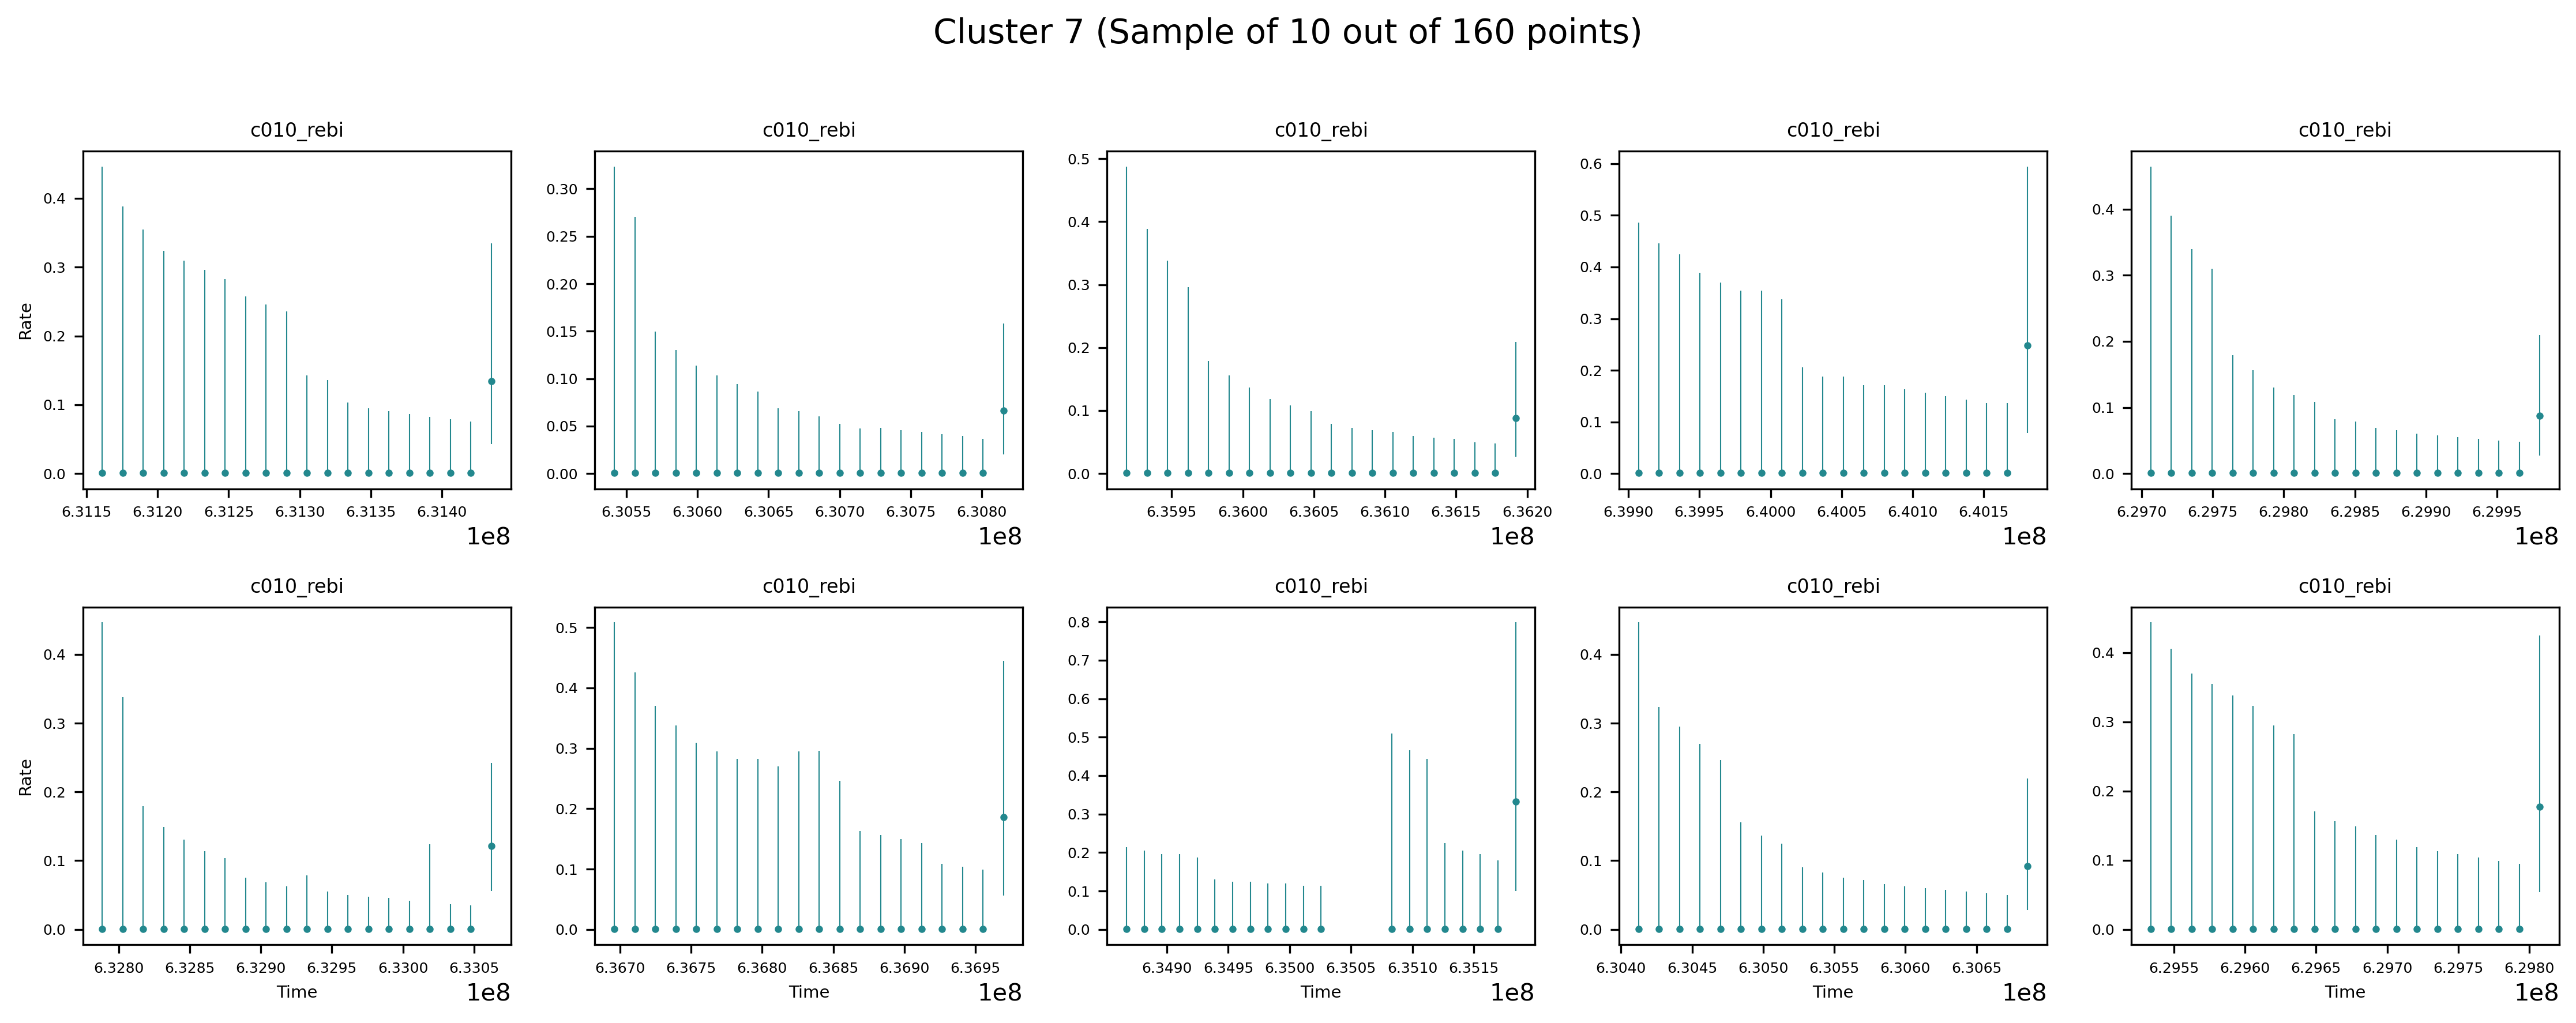 Cluster 7 (Sample of 10 out of 160 points)
c010_rebi c010_rebi c010_rebi c010_rebi c010_rebi
Rate
0.4 0.3 0.2 0.1 0.0
6.3115 6.3120 6.3125 6.3130 6.3135 6.3140
1e8
0.30 0.25 0.20 0.15 0.10 0.05 0.00
6.3055 6.3060 6.3065 6.3070 6.3075 6.3080
1e8
0.5 0.4 0.3 0.2 0.1 0.0
6.3595 6.3600 6.3605 6.3610 6.3615 6.3620
1e8
0.6 0.5 0.4 0.3 0.2 0.1 0.0
6.3990 6.3995 6.4000 6.4005 6.4010 6.4015
1e8
0.4 0.3 0.2 0.1 0.0
6.2970 6.2975 6.2980 6.2985 6.2990 6.2995
1e8
c010_rebi c010_rebi c010_rebi c010_rebi c010_rebi
Rate
0.4 0.3 0.2 0.1 0.0
6.3280 6.3285 6.3290 6.3295 6.3300 6.3305
Time 1e8
0.5 0.4 0.3 0.2 0.1 0.0
6.3670 6.3675 6.3680 6.3685 6.3690 6.3695
Time 1e8
0.8 0.7 0.6 0.5 0.4 0.3 0.2 0.1 0.0
6.3490 6.3495 6.3500 6.3505 6.3510 6.3515
Time 1e8
0.4 0.3 0.2 0.1 0.0
6.3040 6.3045 6.3050 6.3055 6.3060 6.3065
Time 1e8
0.4 0.3 0.2 0.1 0.0
6.2955 6.2960 6.2965 6.2970 6.2975 6.2980
Time 1e8